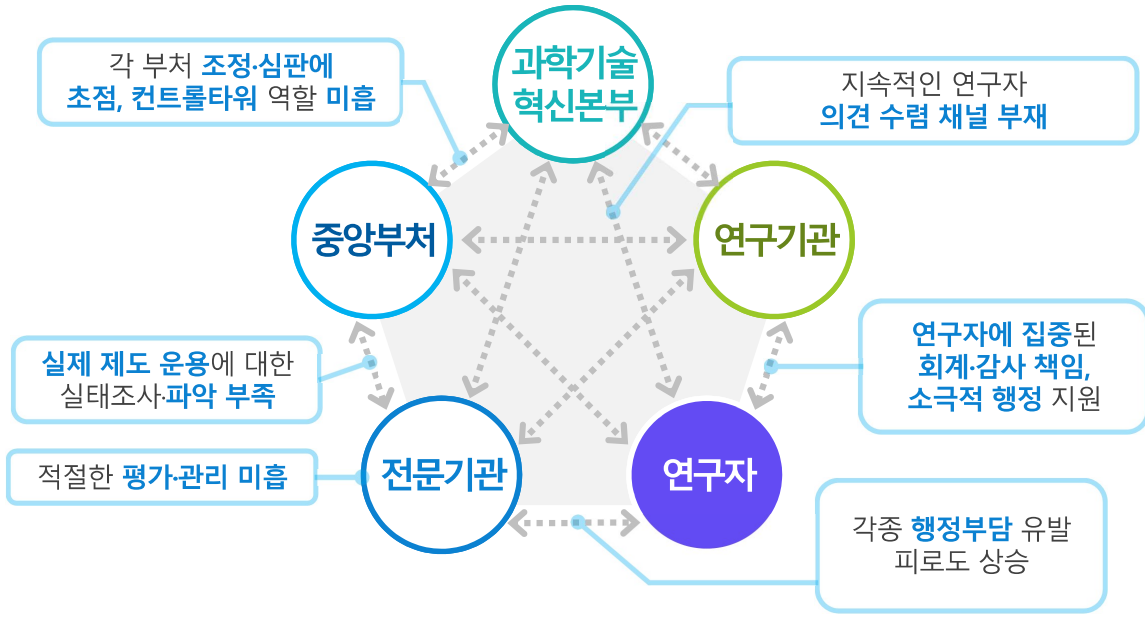 각 부처 조정·심판에
초점, 컨트롤타워 역할 미흡
과학기술
혁신본부
지속적인 연구자
의견 수렴 채널 부재
중앙부처
연구기관
실제 제도 운용에 대한
실태조사·파악 부족
연구자에 집중된
회계·감사 책임,
소극적 행정 지원
적절한 평가·관리 미흡
전문기관
연구자
각종 행정부담 유발
피로도 상승